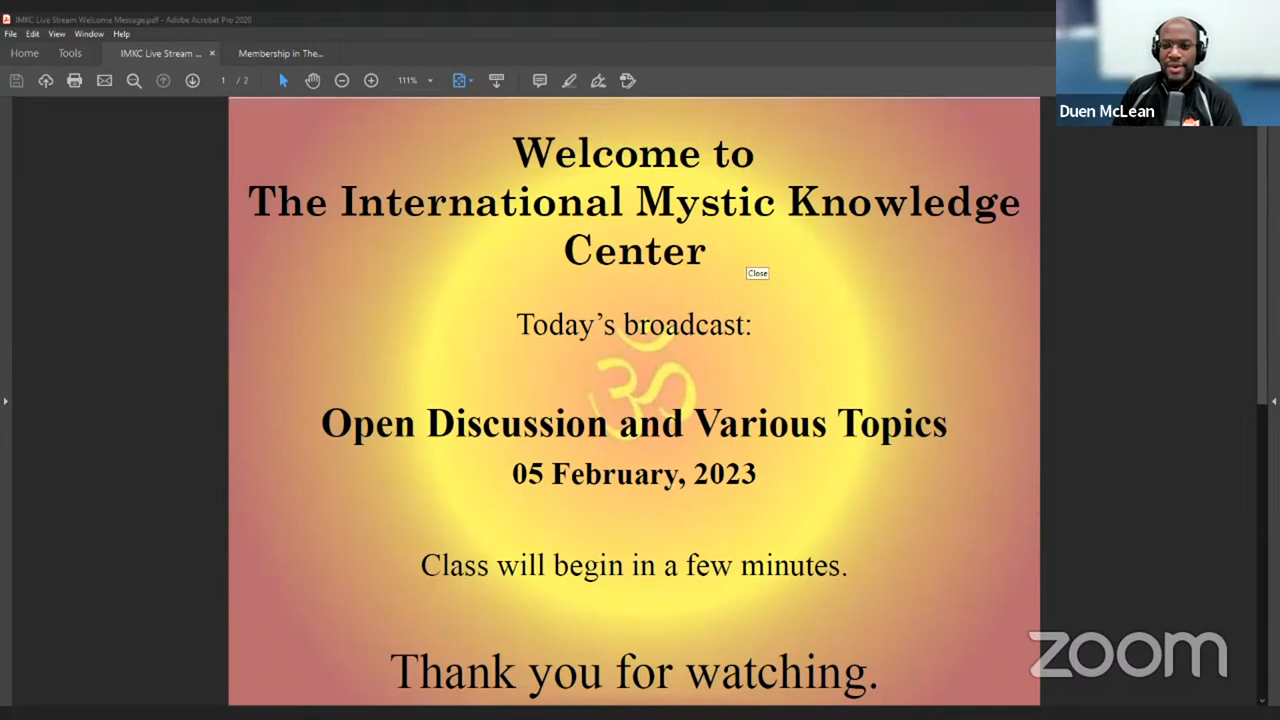 IMKC Live Stream Welcome Message.pdf - Adobe Acrobat Pro 2020
File Edit View Window Help
Home Tools IMKC Live Stream ... × Membership in The...
1 / 2 111%
Duen McLean
Welcome to
The International Mystic Knowledge
Center
Close
Today's broadcast:
ॐ
Open Discussion and Various Topics
05 February, 2023
Class will begin in a few minutes.
Thank you for watching.
zoom